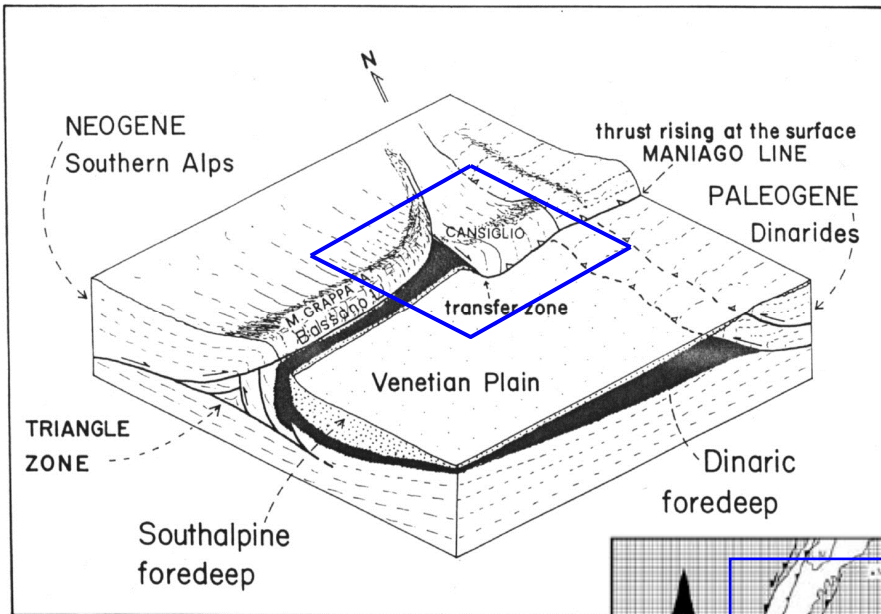 N
NEOGENE
Southern Alps
thrust rising at the surface
MANIAGO LINE
PALEOGENE
Dinarides
CANSIGLIO
M. GRAPPA
Bassano
transfer zone
Venetian Plain
TRIANGLE
ZONE
Dinaric
foredeep
Southalpine
foredeep